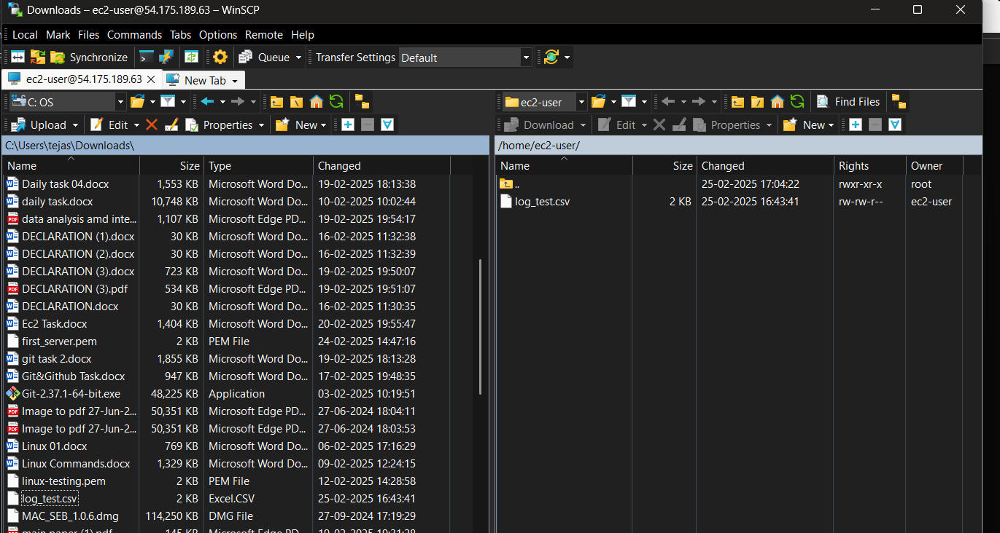 Downloads – ec2-user@54.175.189.63 – WinSCP
Local Mark Files Commands Tabs Options Remote Help
Synchronize Queue Transfer Settings Default
ec2-user@54.175.189.63 New Tab
C: OS
Upload Edit Properties New
C:\Users\tejas\Downloads\
Name Size Type Changed
Daily task 04.docx 1,553 KB Microsoft Word Do... 19-02-2025 18:13:38
daily task.docx 10,748 KB Microsoft Word Do... 10-02-2025 10:02:44
data analysis amd inte... 1,107 KB Microsoft Edge PD... 19-02-2025 19:54:17
DECLARATION (1).docx 30 KB Microsoft Word Do... 16-02-2025 11:32:38
DECLARATION (2).docx 30 KB Microsoft Word Do... 16-02-2025 11:32:39
DECLARATION (3).docx 723 KB Microsoft Word Do... 19-02-2025 19:50:07
DECLARATION (3).pdf 534 KB Microsoft Edge PD... 19-02-2025 19:51:07
DECLARATION.docx 30 KB Microsoft Word Do... 16-02-2025 11:30:35
Ec2 Task.docx 1,404 KB Microsoft Word Do... 20-02-2025 19:55:47
first_server.pem 2 KB PEM File 24-02-2025 14:47:16
git task 2.docx 1,855 KB Microsoft Word Do... 19-02-2025 18:13:28
Git&Github Task.docx 947 KB Microsoft Word Do... 17-02-2025 19:48:35
Git-2.37.1-64-bit.exe 48,225 KB Application 03-02-2025 10:19:51
Image to pdf 27-Jun-2... 50,351 KB Microsoft Edge PD... 27-06-2024 18:04:11
Image to pdf 27-Jun-2... 50,351 KB Microsoft Edge PD... 27-06-2024 18:03:53
Linux 01.docx 769 KB Microsoft Word Do... 06-02-2025 17:16:29
Linux Commands.docx 1,329 KB Microsoft Word Do... 09-02-2025 12:24:15
linux-testing.pem 2 KB PEM File 12-02-2025 14:28:58
log_test.csv 2 KB Excel.CSV 25-02-2025 16:43:41
MAC_SEB_1.0.6.dmg 114,250 KB DMG File 27-09-2024 17:19:29
main paper (1).pdf 145 KB Microsoft Edge PD... 19-02-2025 19:31:28
ec2-user Find Files
Download Edit Properties New
/home/ec2-user/
Name Size Changed Rights Owner
.. 25-02-2025 17:04:22 rwxr-xr-x root
log_test.csv 2 KB 25-02-2025 16:43:41 rw-rw-r-- ec2-user